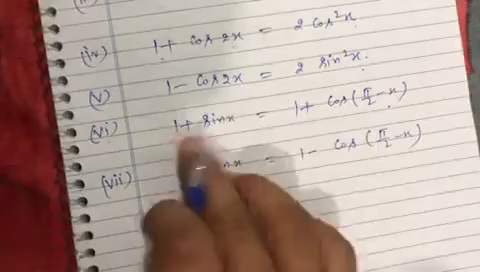 (iv) 1 + cos 2x = 2 cos²x
(v) 1 - cos 2x = 2 sin²x.
(vi) 1 + sinx = 1 + cos(π/2 - x)
(vii) = 1 - cos(π/2 - x)